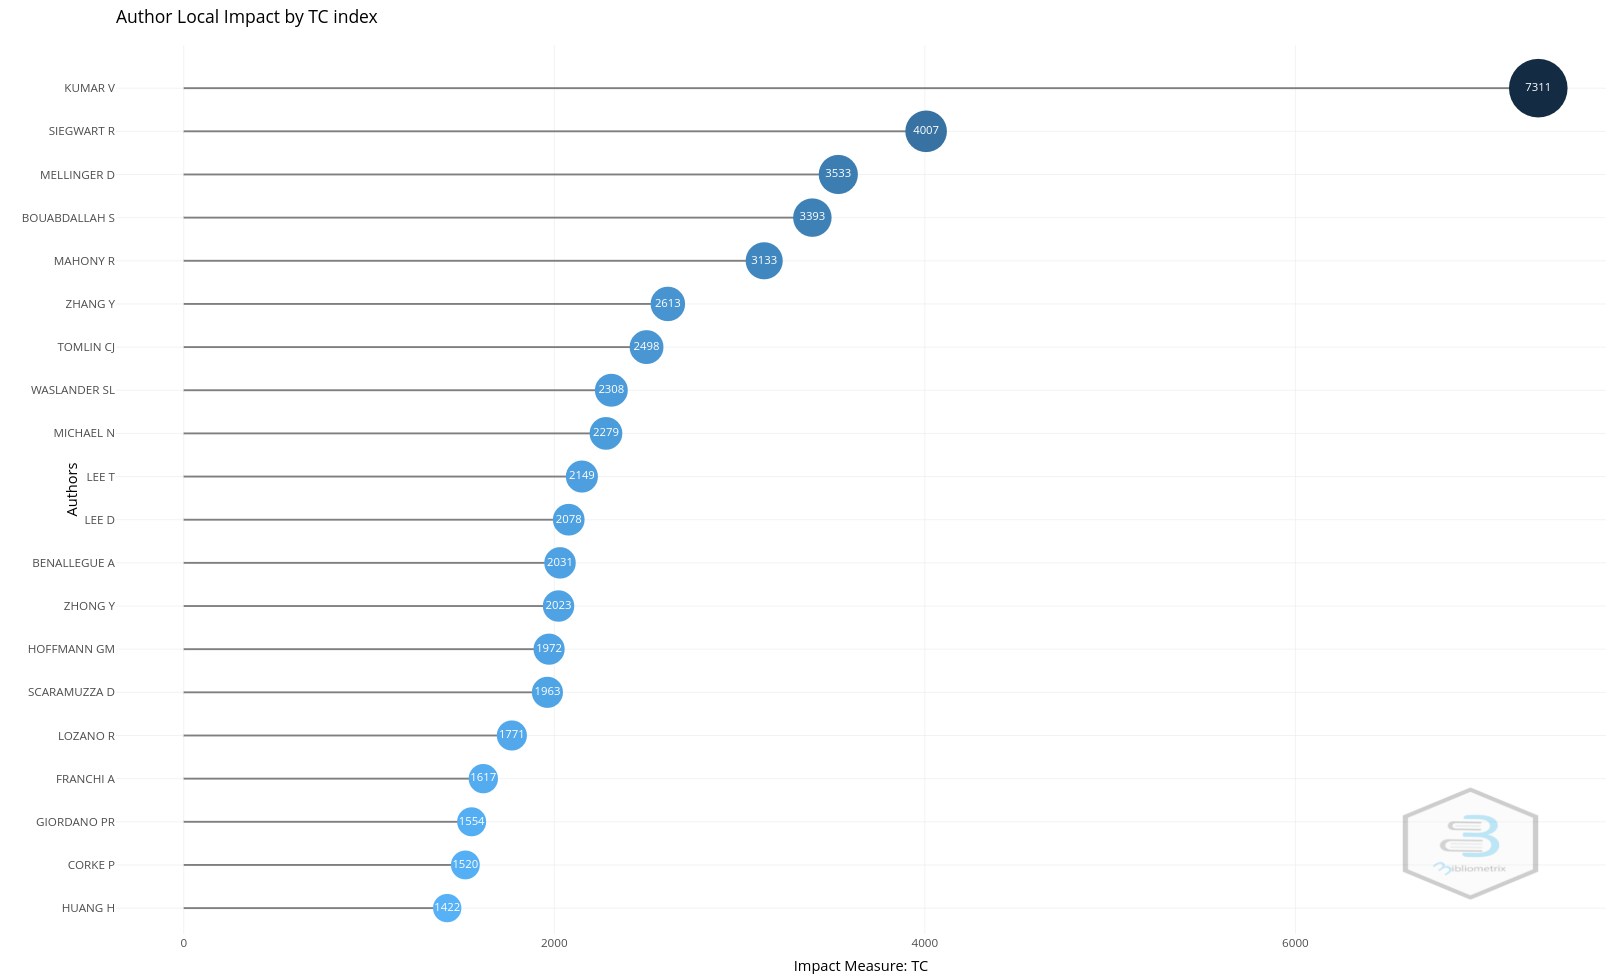 Author Local Impact by TC index
KUMAR V 7311
SIEGWART R 4007
MELLINGER D 3533
BOUABDALLAH S 3393
MAHONY R 3133
ZHANG Y 2613
TOMLIN CJ 2498
WASLANDER SL 2308
MICHAEL N 2279
LEE T 2149
LEE D 2078
BENALLEGUE A 2031
ZHONG Y 2023
HOFFMANN GM 1972
SCARAMUZZA D 1963
LOZANO R 1771
FRANCHI A 1617
GIORDANO PR 1554
CORKE P 1520
HUANG H 1422
Authors
0 2000 4000 6000
Impact Measure: TC
Bibliometrix